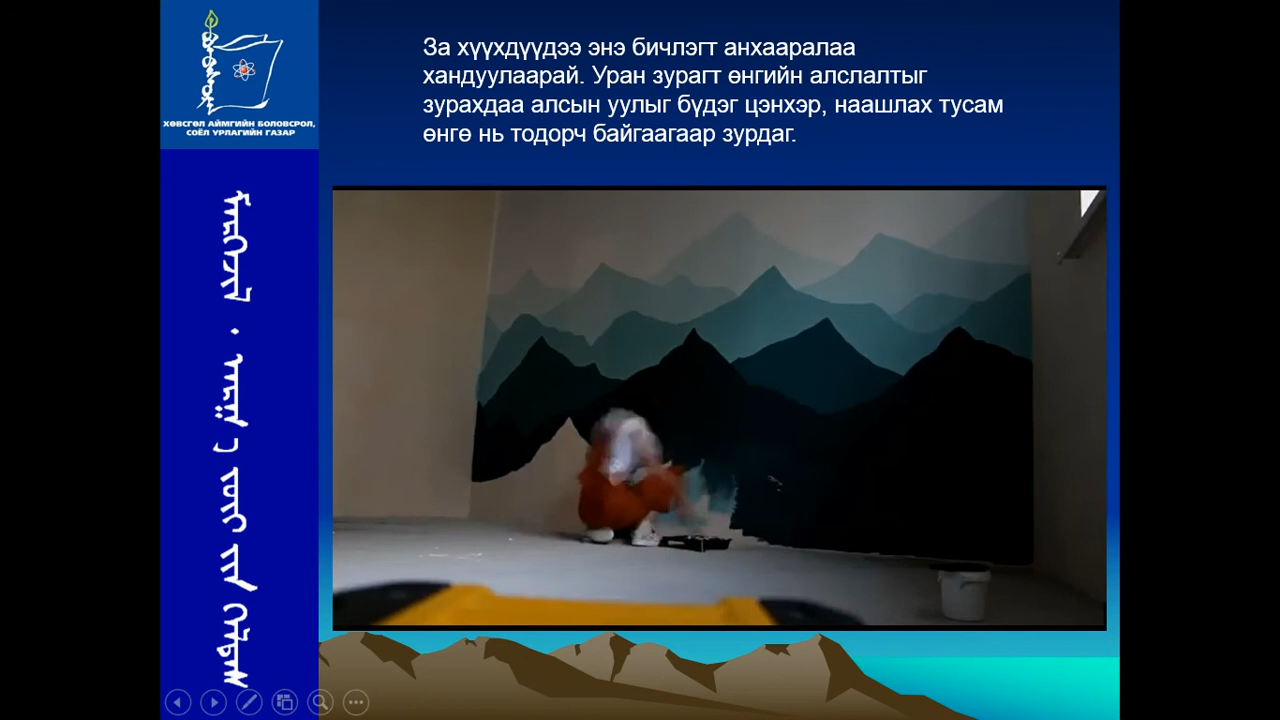 За хүүхдүүдээ энэ бичлэгт анхааралаа
хандуулаарай. Уран зурагт өнгийн алслалтыг
зурахдаа алсын уулыг бүдэг цэнхэр, наашлах тусам
өнгө нь тодорч байгаагаар зурдаг.
ХӨВСГӨЛ АЙМГИЙН БОЛОВСРОЛ,
СОЁЛ УРЛАГИЙН ГАЗАР